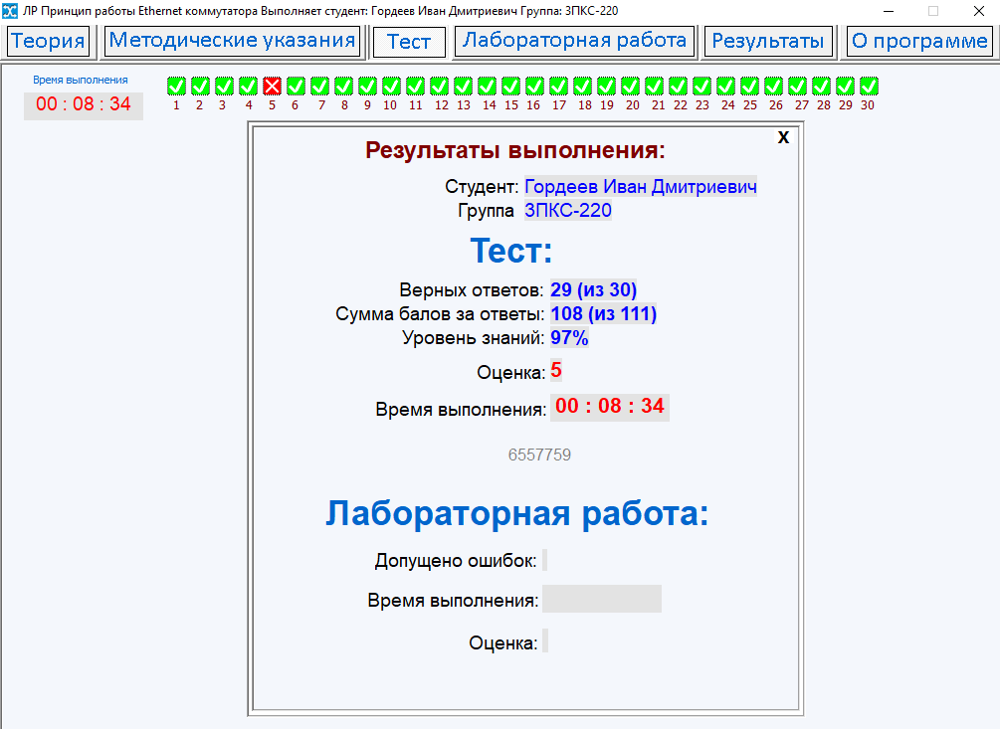 ЛР Принцип работы Ethernet коммутатора Выполняет студент: Гордеев Иван Дмитриевич Группа: 3ПКС-220
Теория Методические указания Тест Лабораторная работа Результаты О программе
Время выполнения
00 : 08 : 34
1 2 3 4 5 6 7 8 9 10 11 12 13 14 15 16 17 18 19 20 21 22 23 24 25 26 27 28 29 30
X
Результаты выполнения:
Студент: Гордеев Иван Дмитриевич
Группа 3ПКС-220
Тест:
Верных ответов: 29 (из 30)
Сумма балов за ответы: 108 (из 111)
Уровень знаний: 97%
Оценка: 5
Время выполнения: 00 : 08 : 34
6557759
Лабораторная работа:
Допущено ошибок:
Время выполнения:
Оценка: